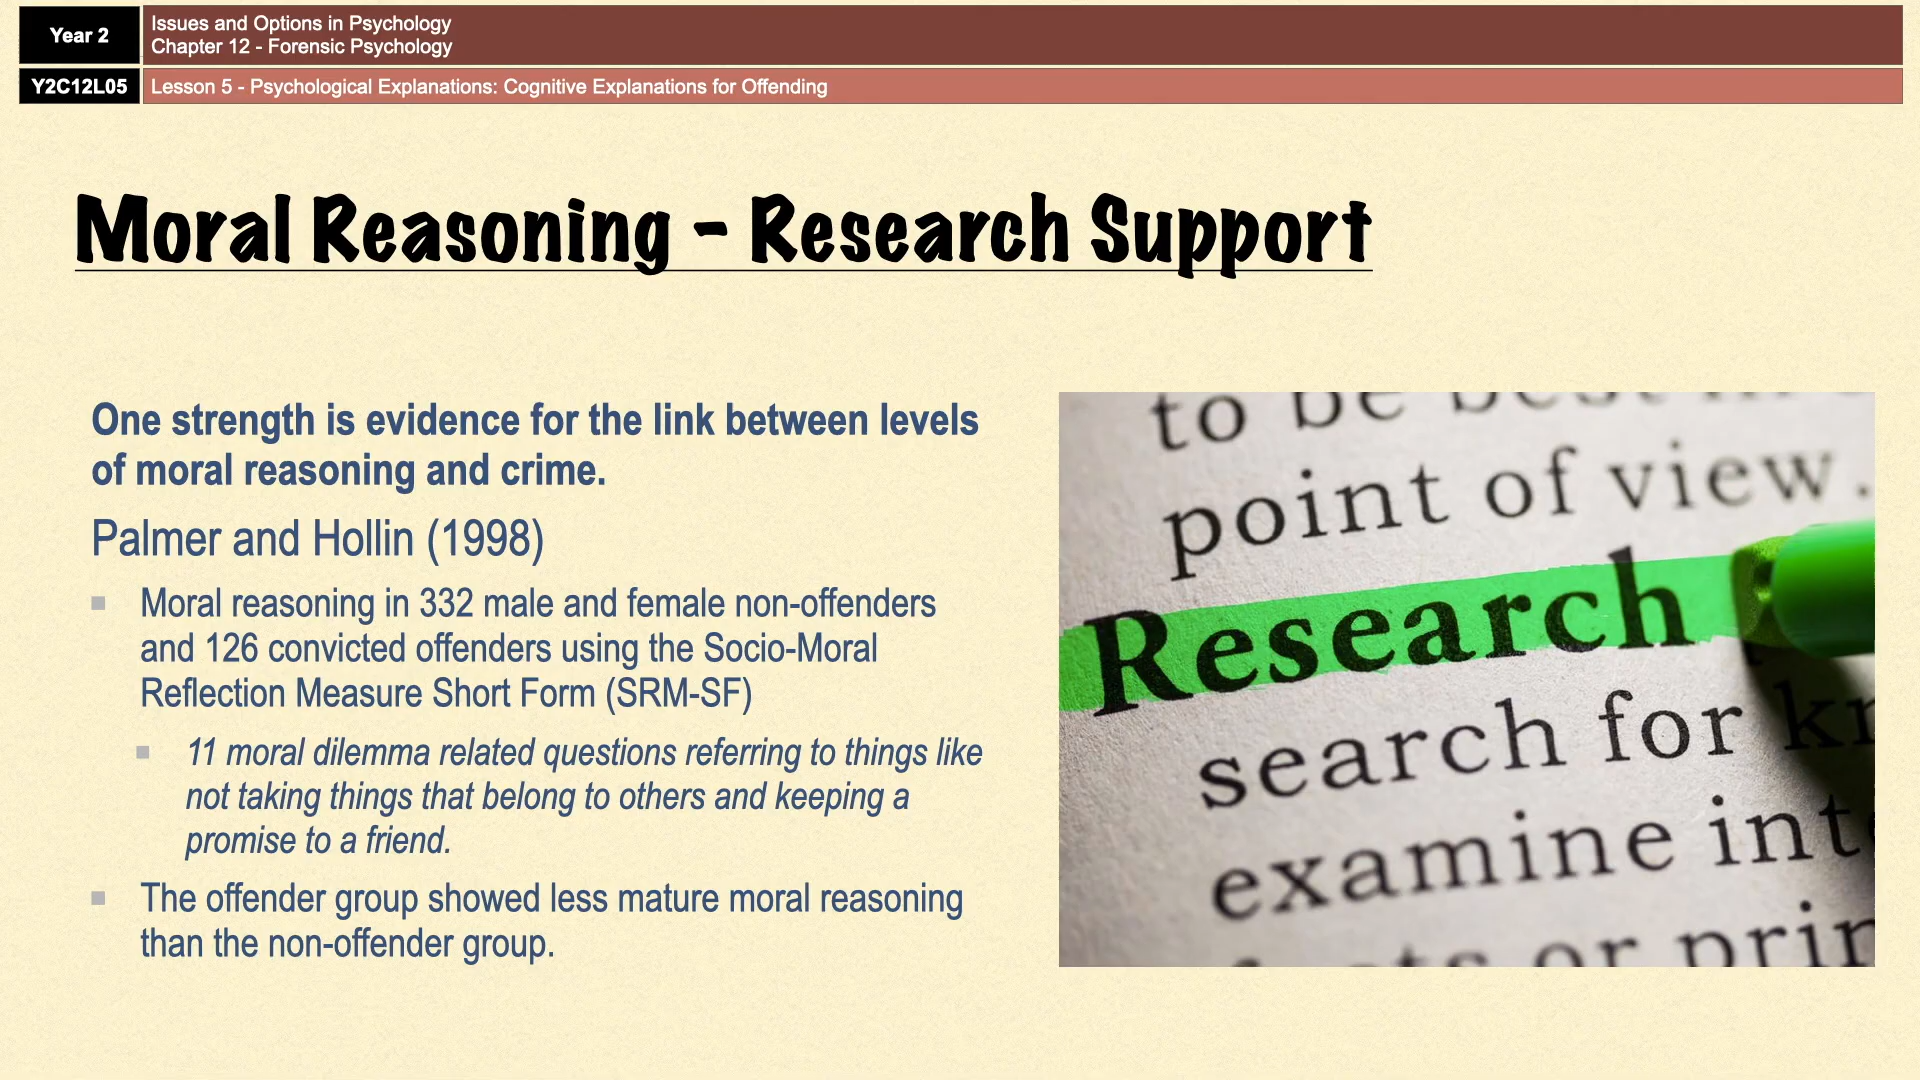 Year 2
Issues and Options in Psychology
Chapter 12 - Forensic Psychology
Y2C12L05
Lesson 5 - Psychological Explanations: Cognitive Explanations for Offending
Moral Reasoning - Research Support
One strength is evidence for the link between levels
of moral reasoning and crime.
Palmer and Hollin (1998)
Moral reasoning in 332 male and female non-offenders
and 126 convicted offenders using the Socio-Moral
Reflection Measure Short Form (SRM-SF)
11 moral dilemma related questions referring to things like
not taking things that belong to others and keeping a
promise to a friend.
The offender group showed less mature moral reasoning
than the non-offender group.
to be
point of view.
Research
search for
examine
or